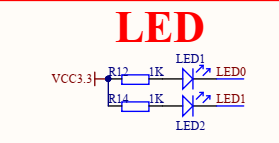 LED
LED1
R12 1K LED0
VCC3.3
R14 1K LED1
LED2